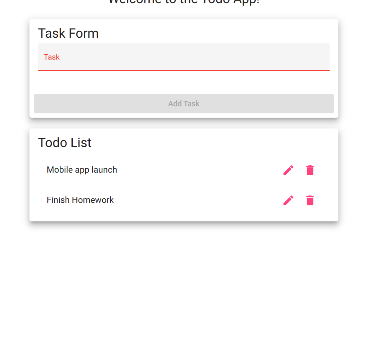 Welcome to the Todo App!
Task Form
Task
Add Task
Todo List
Mobile app launch
Finish Homework